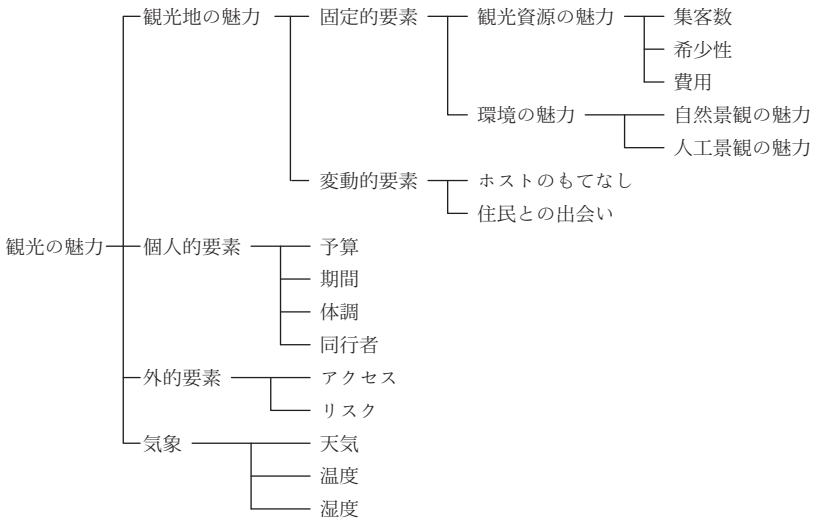 観光地の魅力 固定的要素 観光資源の魅力 集客数
希少性
費用
環境の魅力 自然景観の魅力
人工景観の魅力
変動的要素 ホストのもてなし
住民との出会い
観光の魅力 個人的要素 予算
期間
体調
同行者
外的要素 アクセス
リスク
気象 天気
温度
湿度